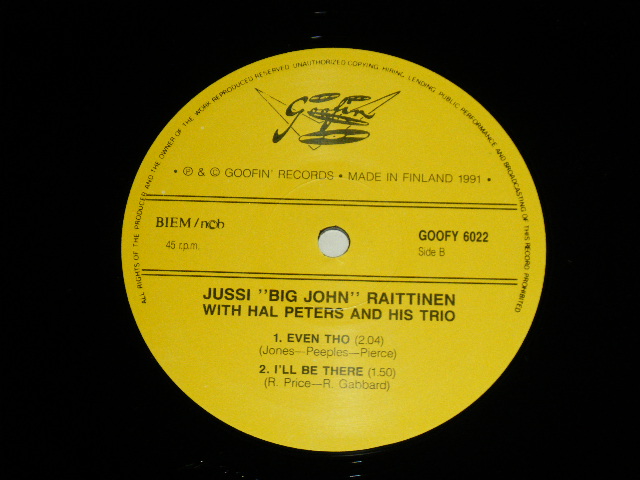 ALL RIGHTS OF THE PRODUCER AND THE OWNER OF THE WORK REPRODUCED RESERVED. UNAUTHORIZED COPYING, HIRING, LENDING, PUBLIC PERFORMANCE AND BROADCASTING OF THIS RECORD PROHIBITED
Goofin
• ℗ & © GOOFIN' RECORDS • MADE IN FINLAND 1991 •
BIEM/ncb
GOOFY 6022
45 r.p.m.
Side B
JUSSI ''BIG JOHN'' RAITTINEN
WITH HAL PETERS AND HIS TRIO
1. EVEN THO (2.04)
(Jones—Peeples—Pierce)
2. I'LL BE THERE (1.50)
(R. Price—R. Gabbard)